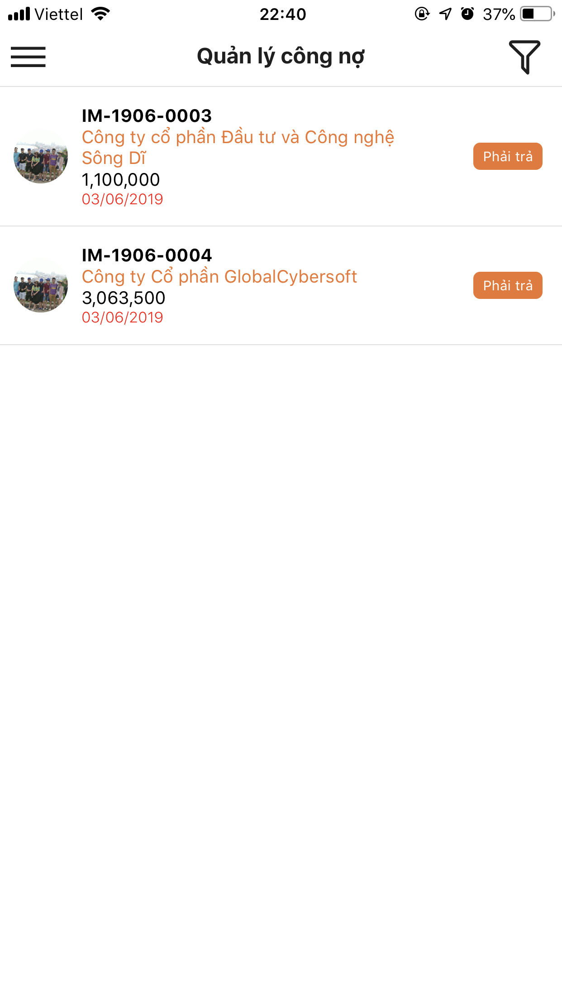 Viettel 22:40 37%
Quản lý công nợ
IM-1906-0003
Công ty cổ phần Đầu tư và Công nghệ
Sông Dĩ
1,100,000
03/06/2019
Phải trả
IM-1906-0004
Công ty Cổ phần GlobalCybersoft
3,063,500
03/06/2019
Phải trả